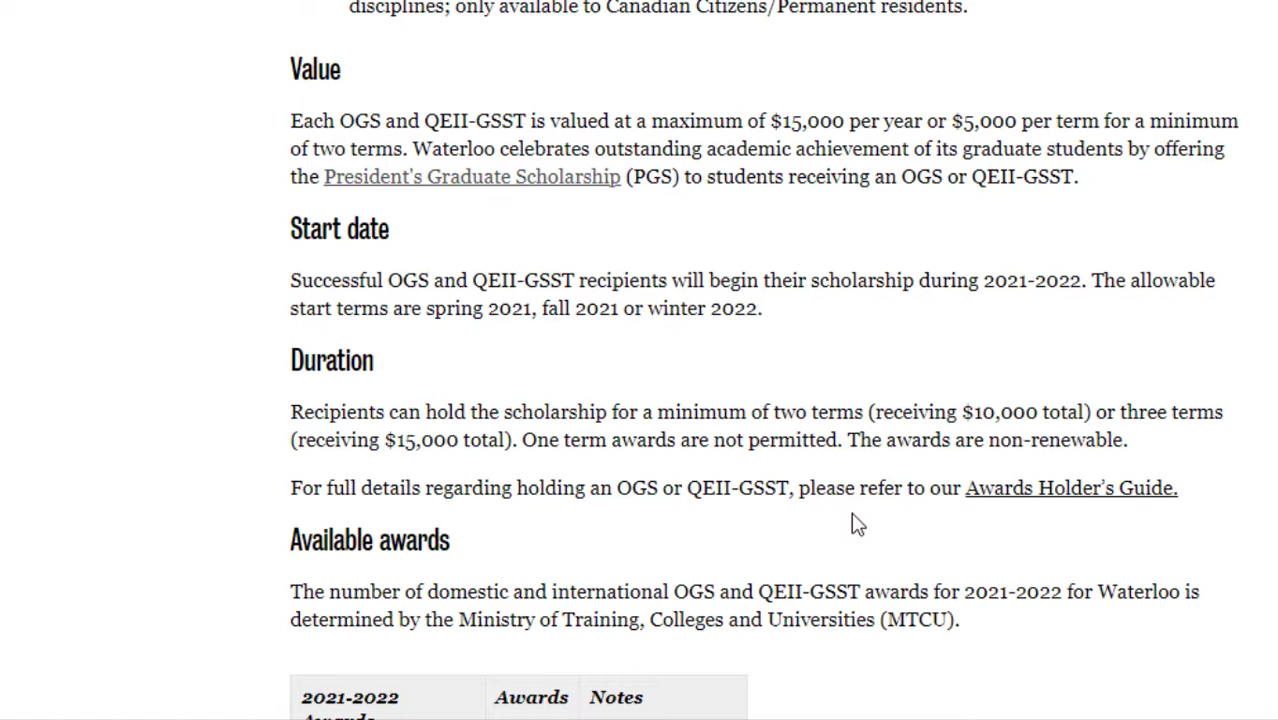 disciplines; only available to Canadian Citizens/Permanent residents.
Value
Each OGS and QEII-GSST is valued at a maximum of $15,000 per year or $5,000 per term for a minimum
of two terms. Waterloo celebrates outstanding academic achievement of its graduate students by offering
the President's Graduate Scholarship (PGS) to students receiving an OGS or QEII-GSST.
Start date
Successful OGS and QEII-GSST recipients will begin their scholarship during 2021-2022. The allowable
start terms are spring 2021, fall 2021 or winter 2022.
Duration
Recipients can hold the scholarship for a minimum of two terms (receiving $10,000 total) or three terms
(receiving $15,000 total). One term awards are not permitted. The awards are non-renewable.
For full details regarding holding an OGS or QEII-GSST, please refer to our Awards Holder’s Guide.
Available awards
The number of domestic and international OGS and QEII-GSST awards for 2021-2022 for Waterloo is
determined by the Ministry of Training, Colleges and Universities (MTCU).
2021-2022 Awards Notes
Awards